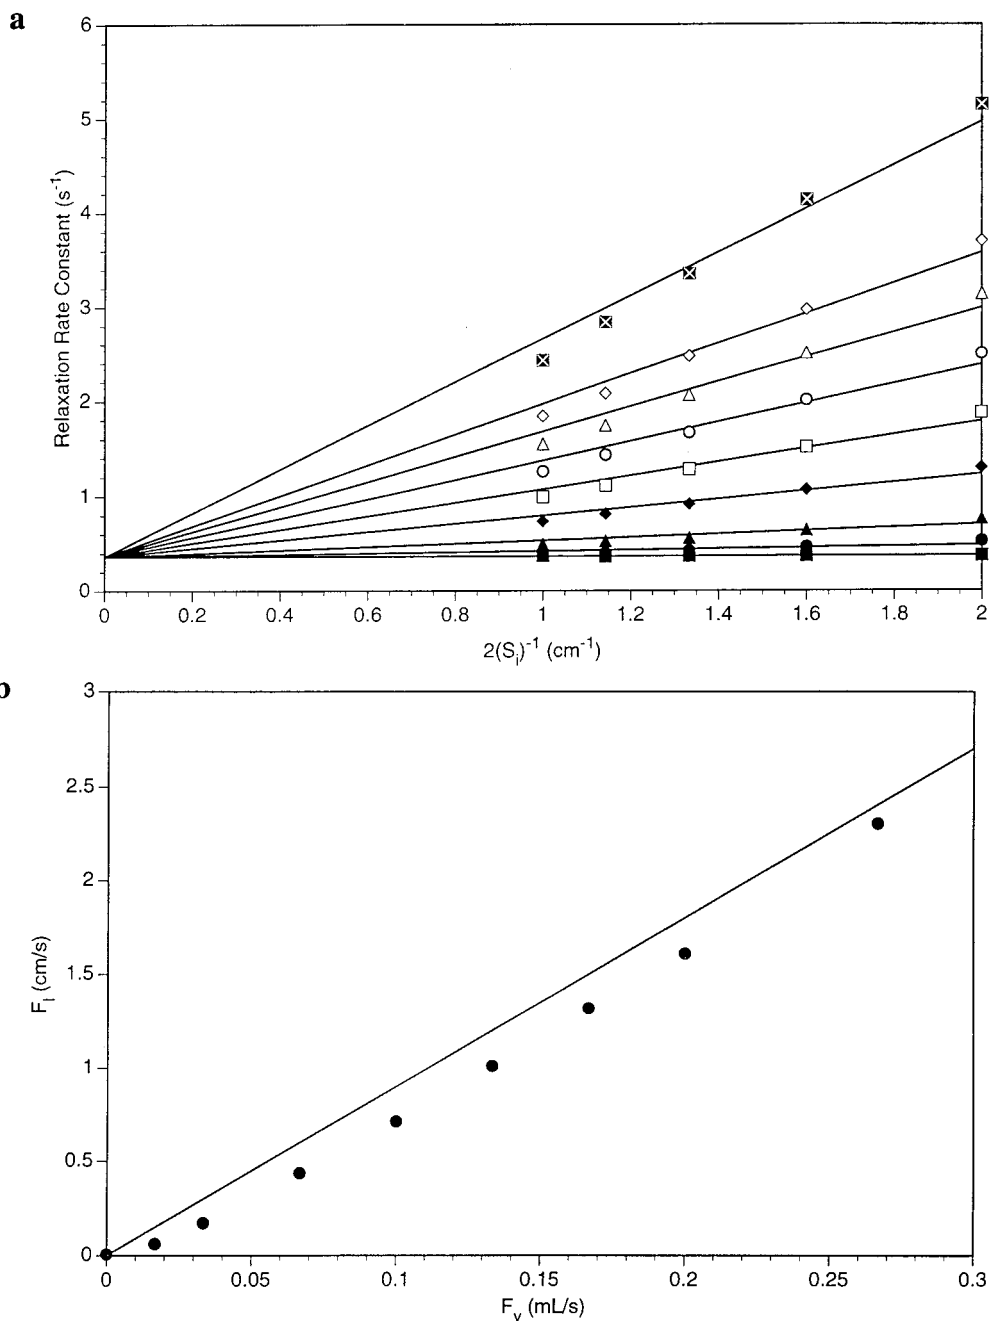 a
6
5
4
3
2
1
0
Relaxation Rate Constant (s⁻¹)
0 0.2 0.4 0.6 0.8 1 1.2 1.4 1.6 1.8 2
2(Sᵢ)⁻¹ (cm⁻¹)
b
3
2.5
2
1.5
1
0.5
0
Fₗ (cm/s)
0 0.05 0.1 0.15 0.2 0.25 0.3
Fᵥ (mL/s)